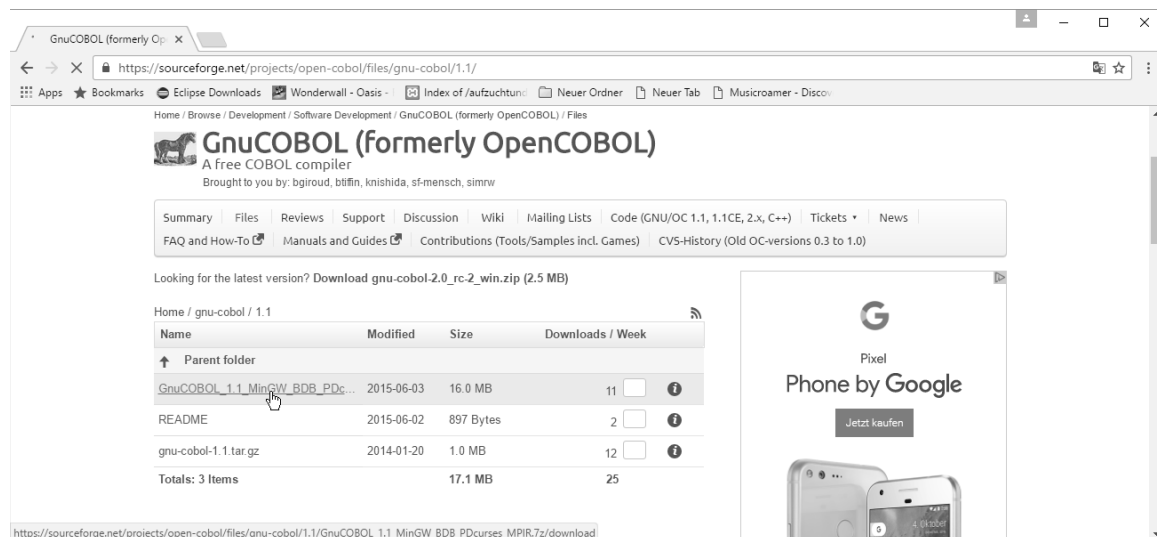 GnuCOBOL (formerly Op
https://sourceforge.net/projects/open-cobol/files/gnu-cobol/1.1/
Apps Bookmarks Eclipse Downloads Wonderwall - Oasis - Index of /aufzuchtund Neuer Ordner Neuer Tab Musicroamer - Discov
Home / Browse / Development / Software Development / GnuCOBOL (formerly OpenCOBOL) / Files
GnuCOBOL (formerly OpenCOBOL)
A free COBOL compiler
Brought to you by: bgiroud, btiffin, knishida, sf-mensch, simrw
Summary Files Reviews Support Discussion Wiki Mailing Lists Code (GNU/OC 1.1, 1.1CE, 2.x, C++) Tickets News
FAQ and How-To Manuals and Guides Contributions (Tools/Samples incl. Games) CVS-History (Old OC-versions 0.3 to 1.0)
Looking for the latest version? Download gnu-cobol-2.0_rc-2_win.zip (2.5 MB)
Home / gnu-cobol / 1.1
Name Modified Size Downloads / Week
Parent folder
GnuCOBOL_1.1_MinGW_BDB_PDc... 2015-06-03 16.0 MB 11
README 2015-06-02 897 Bytes 2
gnu-cobol-1.1.tar.gz 2014-01-20 1.0 MB 12
Totals: 3 Items 17.1 MB 25
G
Pixel
Phone by Google
Jetzt kaufen
4. Oktober
https://sourceforge.net/projects/open-cobol/files/gnu-cobol/1.1/GnuCOBOL_1.1_MinGW_BDB_PDcurses_MPIR.7z/download